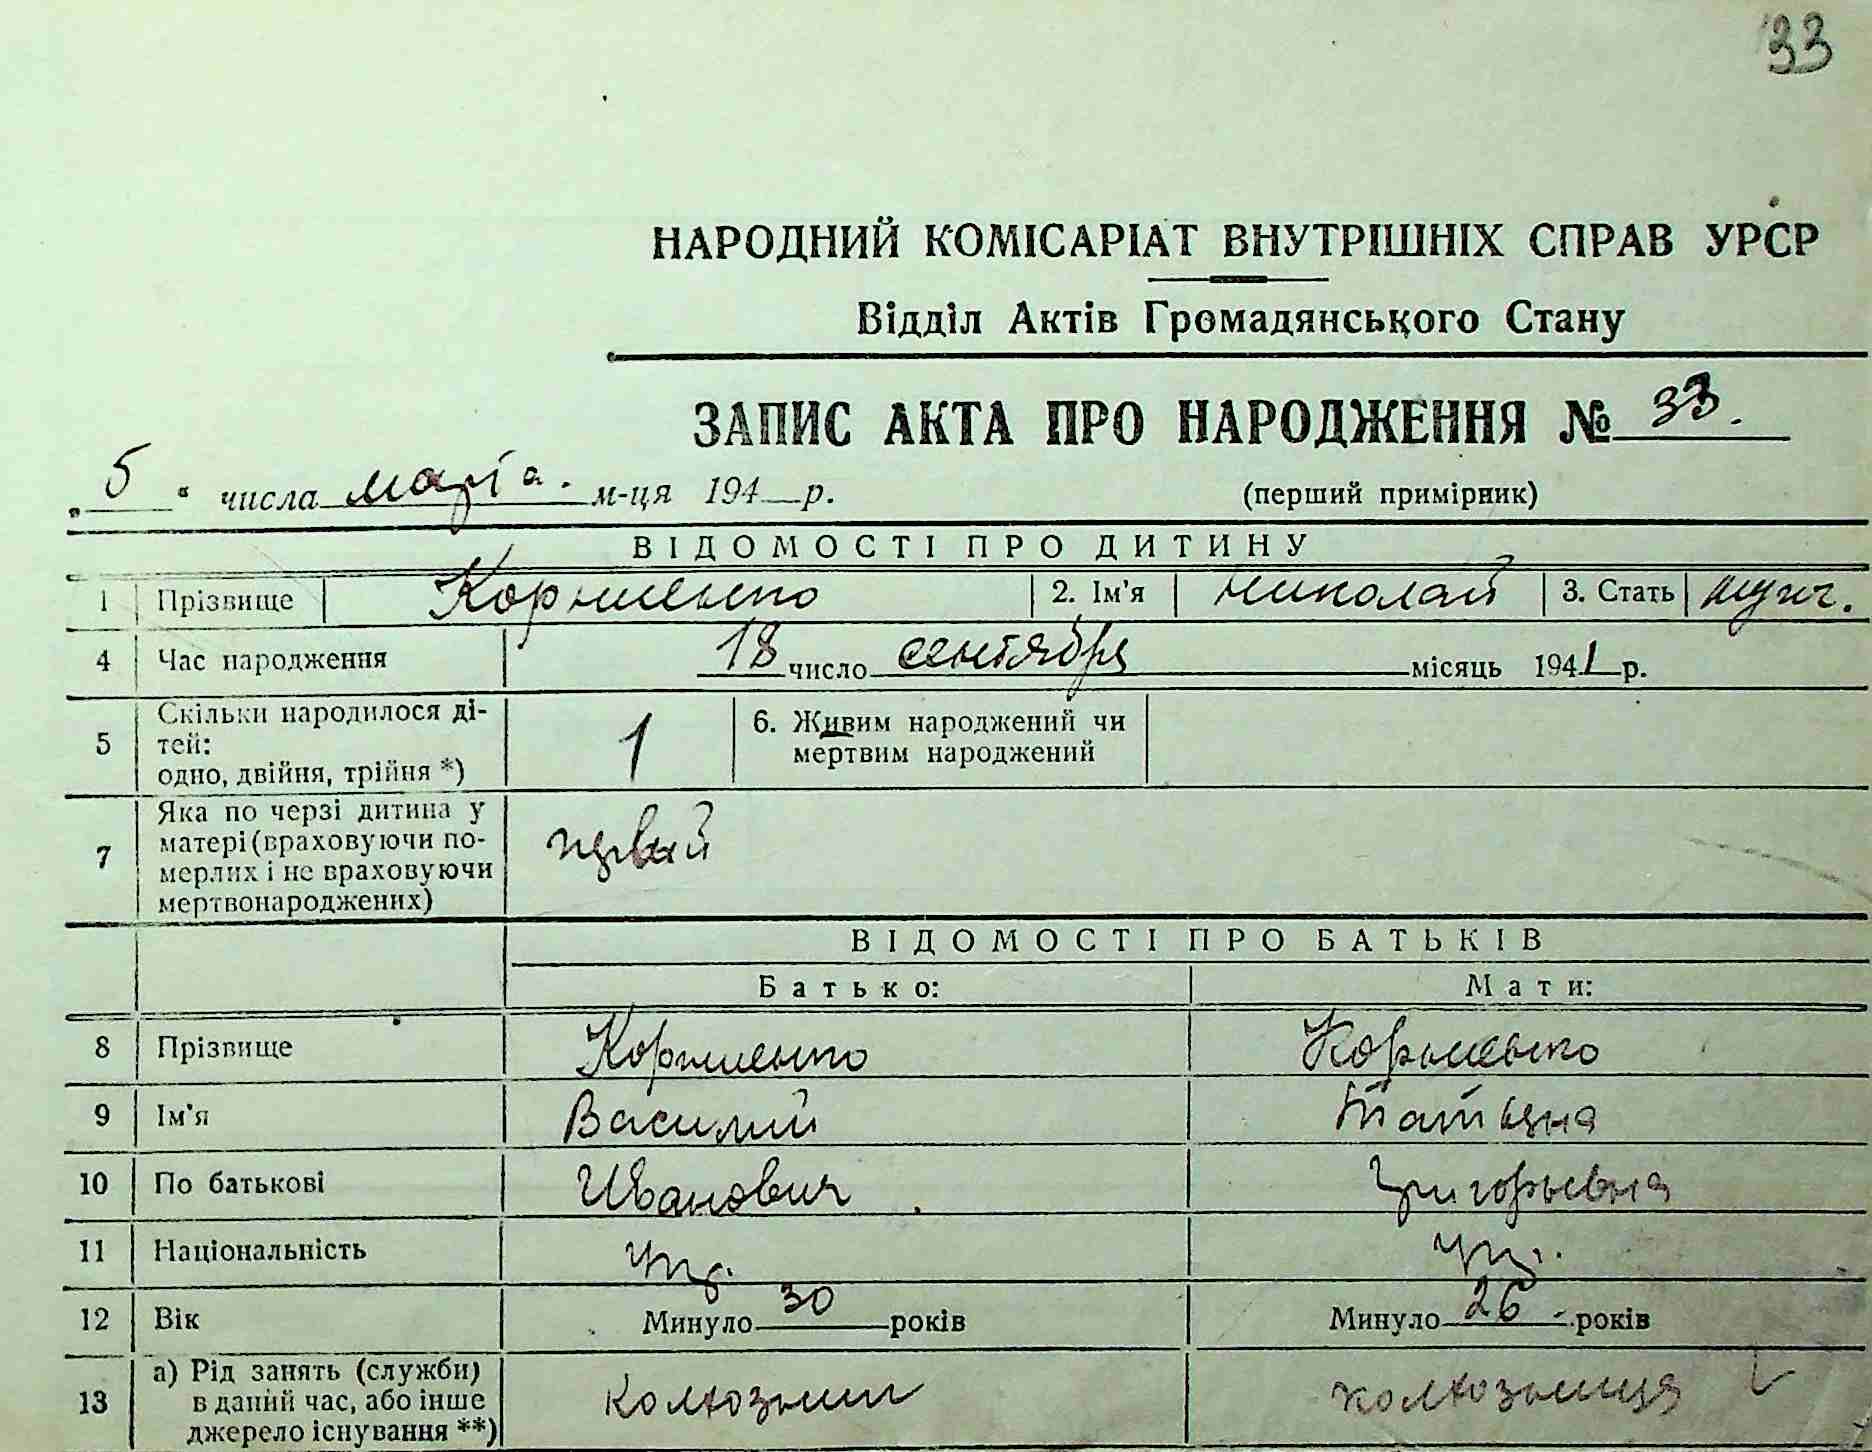 33
НАРОДНИЙ КОМІСАРІАТ ВНУТРІШНІХ СПРАВ УРСР
Відділ Актів Громадянського Стану
ЗАПИС АКТА ПРО НАРОДЖЕННЯ № 33.
„5“ числа марта. м-ця 194 р. (перший примірник)
ВІДОМОСТІ ПРО ДИТИНУ
1 Прізвище Корниенко 2. Ім'я Николай 3. Стать муж.
4 Час народження 18 число сентября місяць 1941 р.
5 Скільки народилося ді-
тей:
одно, двійня, трійня *) 1 6. Живим народжений чи
мертвим народжений
7 Яка по черзі дитина у
матері (враховуючи по-
мерлих і не враховуючи
мертвонароджених)
ВІДОМОСТІ ПРО БАТЬКІВ
Батько: Мати:
8 Прізвище Корниенко Корниенко
9 Ім'я Василий Татьяна
10 По батькові Иванович Григорьевна
11 Національність укр. укр.
12 Вік Минуло 30 років Минуло 26 років
13 а) Рід занять (служби)
в даний час, або інше
джерело існування **) колхозник колхозница